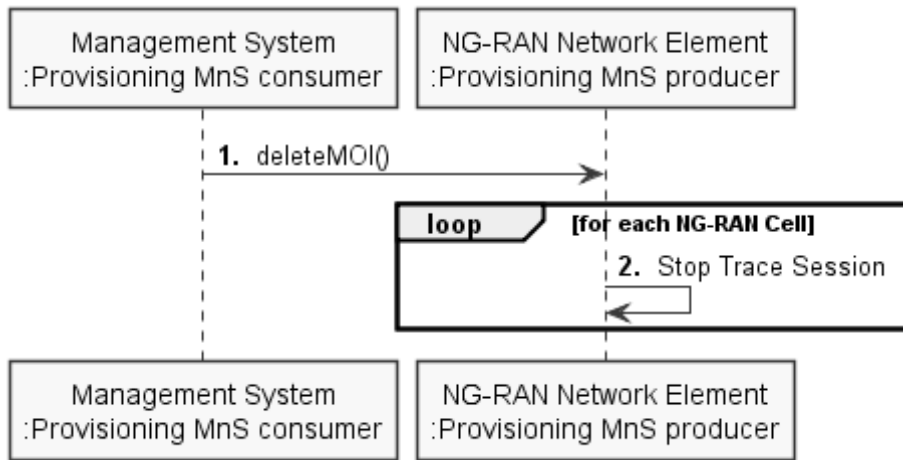 Management System
:Provisioning MnS consumer
NG-RAN Network Element
:Provisioning MnS producer
1. deleteMOI()
loop [for each NG-RAN Cell]
2. Stop Trace Session
Management System
:Provisioning MnS consumer
NG-RAN Network Element
:Provisioning MnS producer